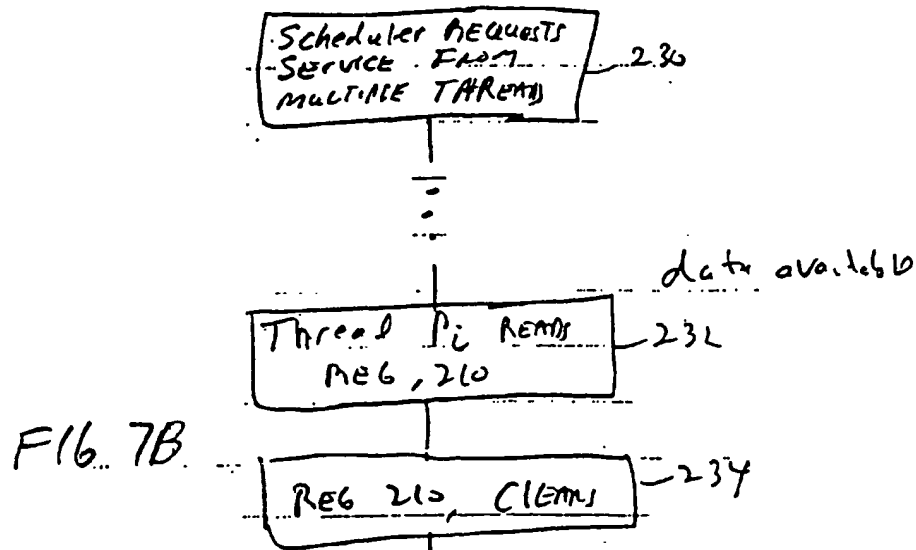 Scheduler REQUESTS
SERVICE FROM
MULTIPLE THREADS
230
data available
Thread Pi READS
REG, 210
232
FIG. 7B
REG 210, CLEARS
234